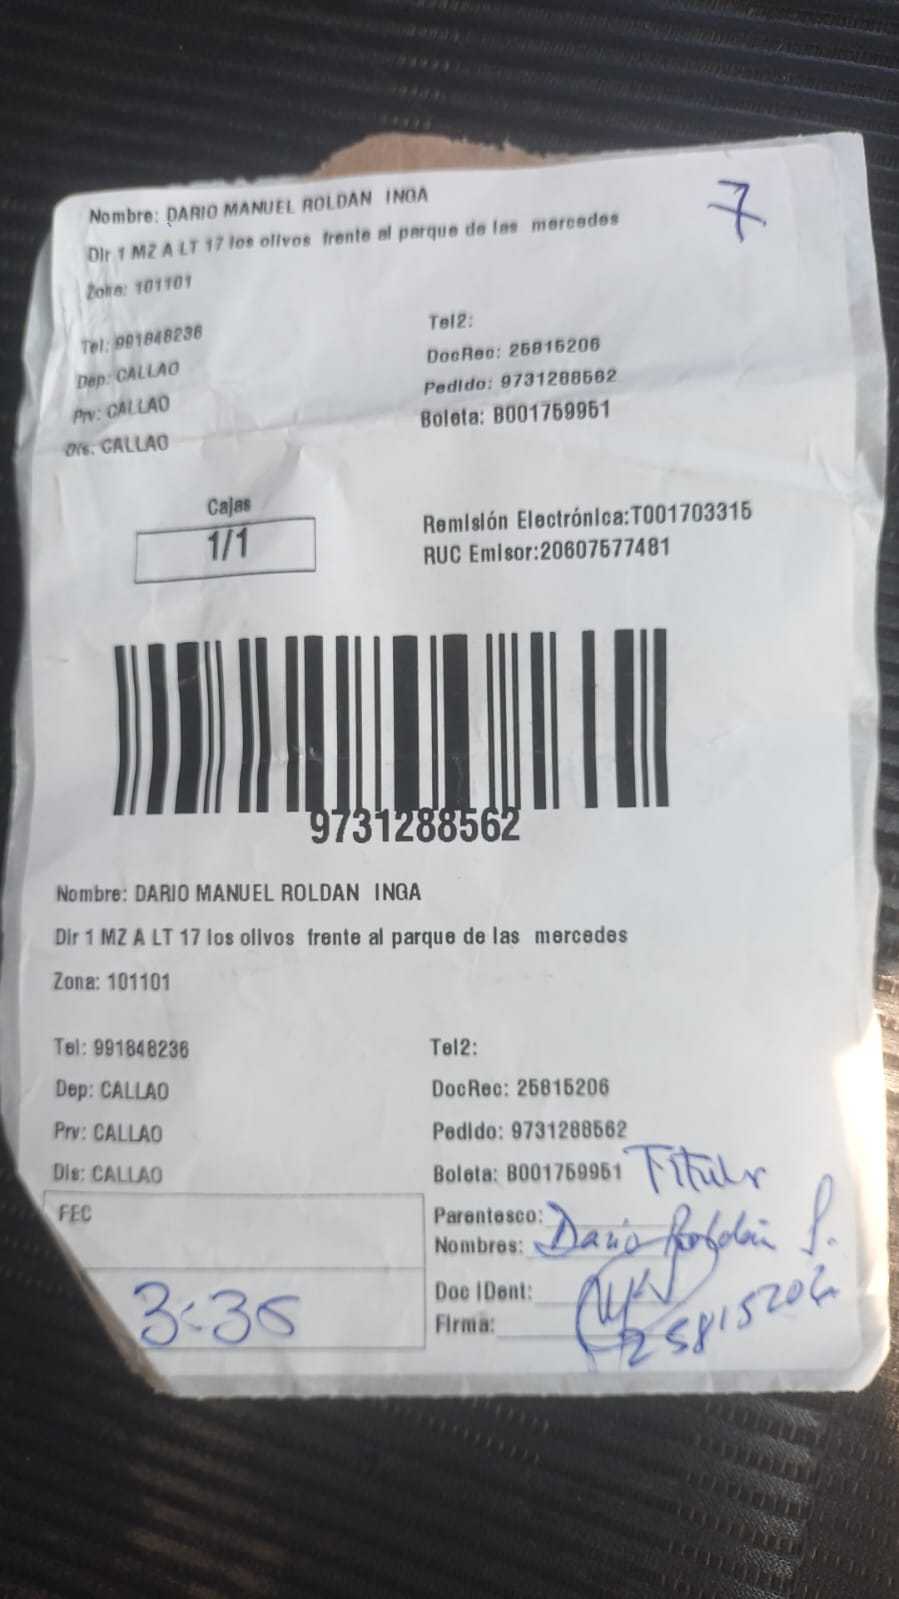 7
Nombre: DARIO MANUEL ROLDAN INGA
Dir 1 MZ A LT 17 los olivos frente al parque de las mercedes
Zona: 101101
Tel: 991848236
Tel2:
Dep: CALLAO
DocRec: 25815206
Prv: CALLAO
Pedido: 9731288562
Dis: CALLAO
Boleta: B001759951
Cajas
1/1
Remisión Electrónica:T001703315
RUC Emisor:20607577481
9731288562
Nombre: DARIO MANUEL ROLDAN INGA
Dir 1 MZ A LT 17 los olivos frente al parque de las mercedes
Zona: 101101
Tel: 991848236
Tel2:
Dep: CALLAO
DocRec: 25815206
Prv: CALLAO
Pedido: 9731288562
Dis: CALLAO
Boleta: B001759951
Titular
FEC
Parentesco:
Nombres: Dario Roldán
Doc IDent:
Firma: 25815206
3:36